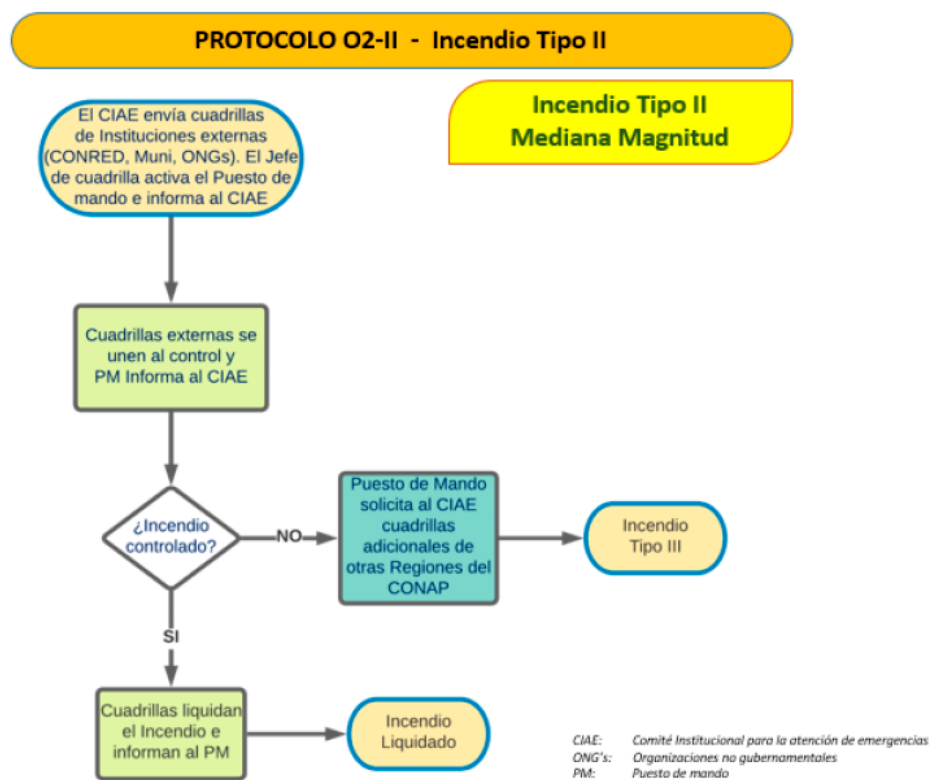 PROTOCOLO O2-II - Incendio Tipo II
Incendio Tipo II
Mediana Magnitud
El CIAE envía cuadrillas
de Instituciones externas
(CONRED, Muni, ONGs). El Jefe
de cuadrilla activa el Puesto de
mando e informa al CIAE
Cuadrillas externas se
unen al control y
PM Informa al CIAE
¿Incendio
controlado?
NO
Puesto de Mando
solicita al CIAE
cuadrillas
adicionales de
otras Regiones del
CONAP
Incendio
Tipo III
SI
Cuadrillas liquidan
el Incendio e
informan al PM
Incendio
Liquidado
CIAE: Comité Institucional para la atención de emergencias
ONG's: Organizaciones no gubernamentales
PM: Puesto de mando